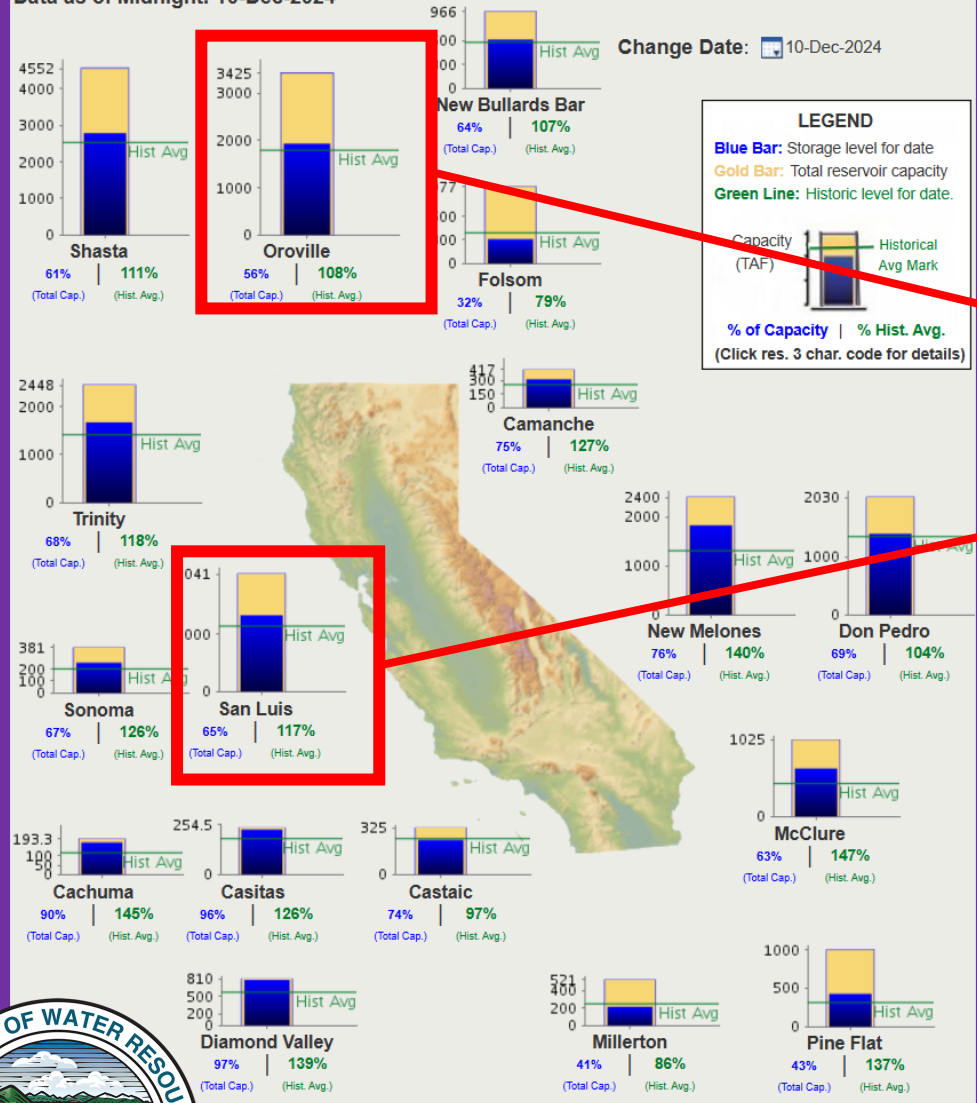 Data as of Midnight: 10-Dec-2024
Change Date: 10-Dec-2024
4552
4000
3000
2000
1000
0
Hist Avg
Shasta
61% | 111%
(Total Cap.) (Hist. Avg.)
3425
3000
2000
1000
0
Hist Avg
Oroville
56% | 108%
(Total Cap.) (Hist. Avg.)
966
0
Hist Avg
New Bullards Bar
64% | 107%
(Total Cap.) (Hist. Avg.)
77
0
Hist Avg
Folsom
32% | 79%
(Total Cap.) (Hist. Avg.)
LEGEND
Blue Bar: Storage level for date
Gold Bar: Total reservoir capacity
Green Line: Historic level for date.
Capacity
(TAF)
Historical
Avg Mark
% of Capacity | % Hist. Avg.
(Click res. 3 char. code for details)
2448
2000
1000
0
Hist Avg
Trinity
68% | 118%
(Total Cap.) (Hist. Avg.)
417
300
150
0
Hist Avg
Camanche
75% | 127%
(Total Cap.) (Hist. Avg.)
2400
2000
1000
0
Hist Avg
New Melones
76% | 140%
(Total Cap.) (Hist. Avg.)
2030
1000
0
Hist Avg
Don Pedro
69% | 104%
(Total Cap.) (Hist. Avg.)
381
200
100
0
Hist Avg
Sonoma
67% | 126%
(Total Cap.) (Hist. Avg.)
041
000
0
Hist Avg
San Luis
65% | 117%
(Total Cap.) (Hist. Avg.)
1025
0
Hist Avg
McClure
63% | 147%
(Total Cap.) (Hist. Avg.)
193.3
100
50
0
Hist Avg
Cachuma
90% | 145%
(Total Cap.) (Hist. Avg.)
254.5
0
Hist Avg
Casitas
96% | 126%
(Total Cap.) (Hist. Avg.)
325
0
Hist Avg
Castaic
74% | 97%
(Total Cap.) (Hist. Avg.)
810
500
200
0
Hist Avg
Diamond Valley
97% | 139%
(Total Cap.) (Hist. Avg.)
521
400
200
0
Hist Avg
Millerton
41% | 86%
(Total Cap.) (Hist. Avg.)
1000
500
0
Hist Avg
Pine Flat
43% | 137%
(Total Cap.) (Hist. Avg.)
OF WATER RESOU